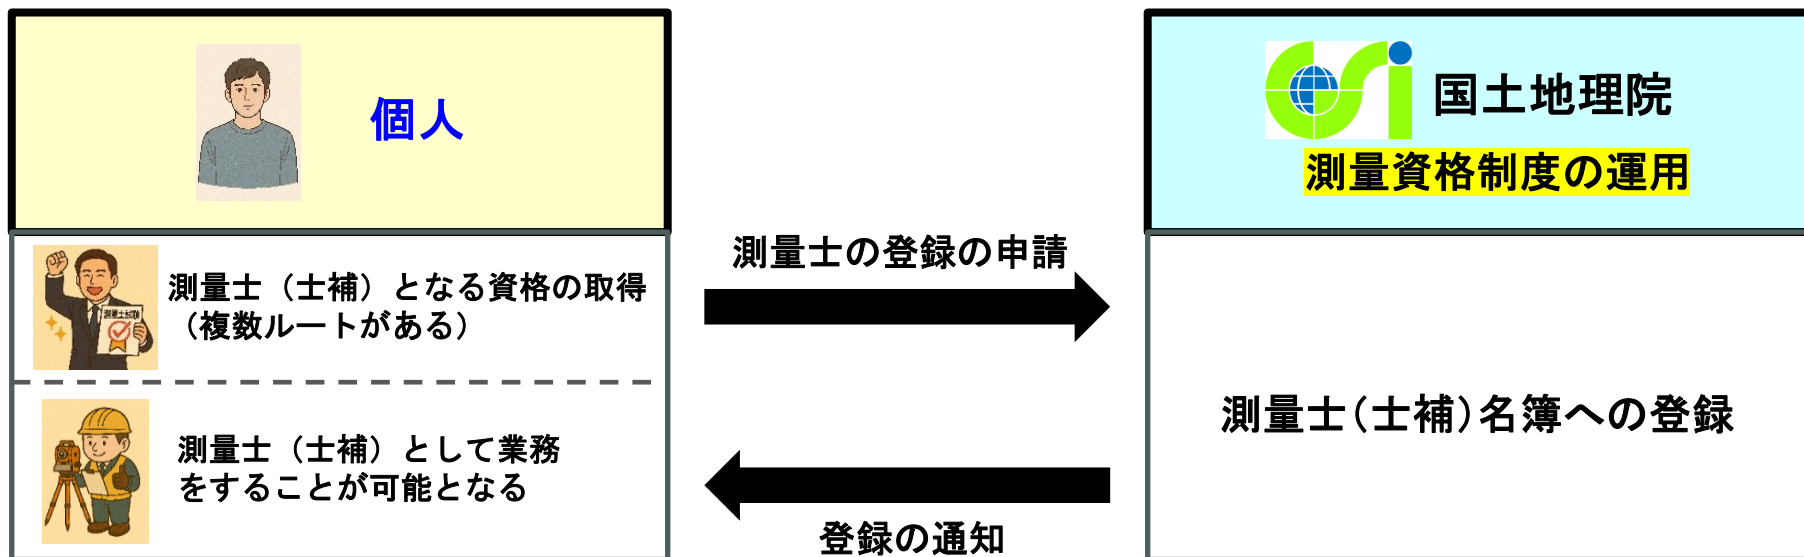 個人
国土地理院
測量資格制度の運用
測量士（士補）となる資格の取得
（複数ルートがある）
測量士（士補）として業務
をすることが可能となる
測量士の登録の申請
登録の通知
測量士（士補）名簿への登録